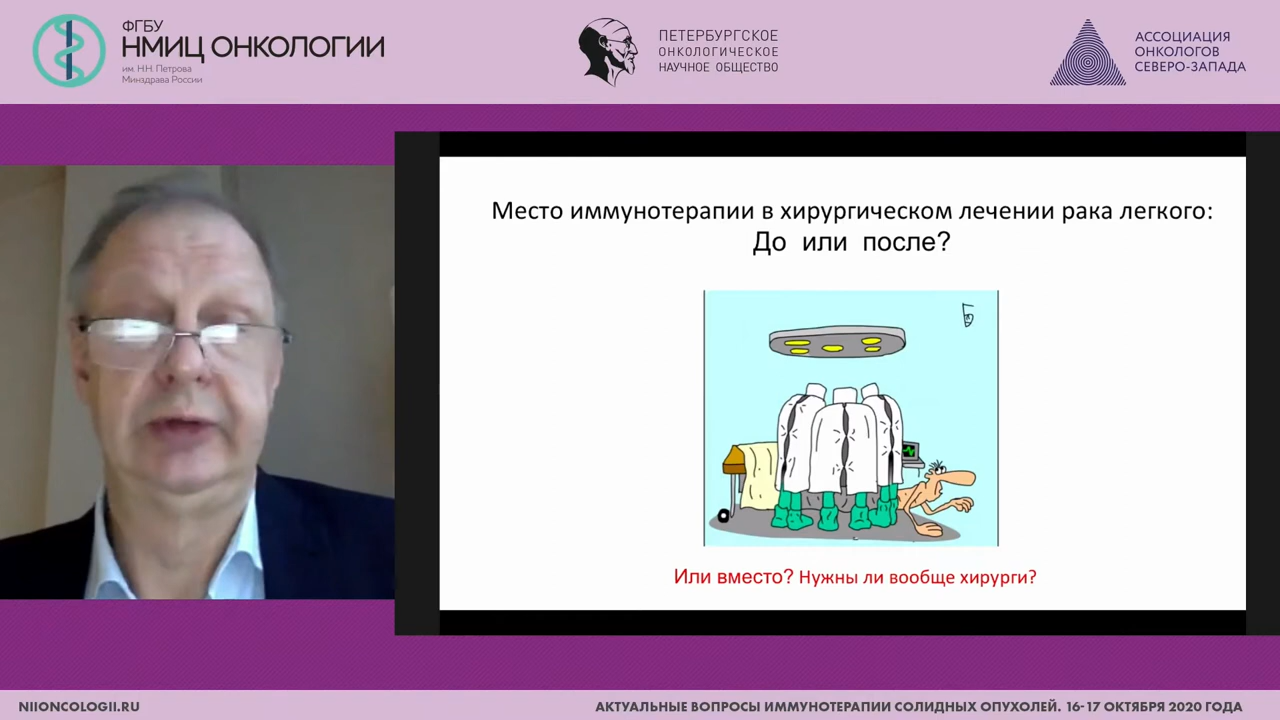 ФГБУ
НМИЦ ОНКОЛОГИИ
им. Н.Н. Петрова
Минздрава России
ПЕТЕРБУРГСКОЕ
ОНКОЛОГИЧЕСКОЕ
НАУЧНОЕ ОБЩЕСТВО
АССОЦИАЦИЯ
ОНКОЛОГОВ
СЕВЕРО-ЗАПАДА
Место иммунотерапии в хирургическом лечении рака легкого:
До или после?
Или вместо? Нужны ли вообще хирурги?
NIIONCOLOGII.RU
АКТУАЛЬНЫЕ ВОПРОСЫ ИММУНОТЕРАПИИ СОЛИДНЫХ ОПУХОЛЕЙ. 16-17 ОКТЯБРЯ 2020 ГОДА